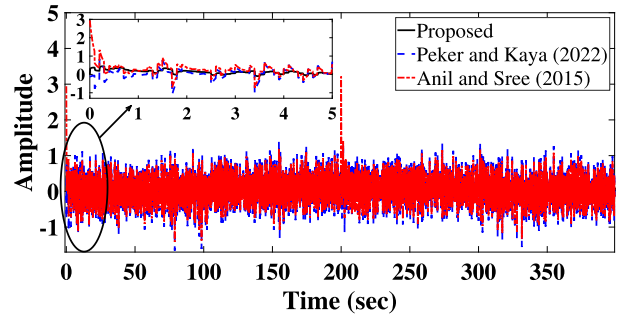 5
4
3
2
1
0
-1
Amplitude
3
2
1
0
-1
0 1 2 3 4 5
Proposed
Peker and Kaya (2022)
Anil and Sree (2015)
0 50 100 150 200 250 300 350
Time (sec)